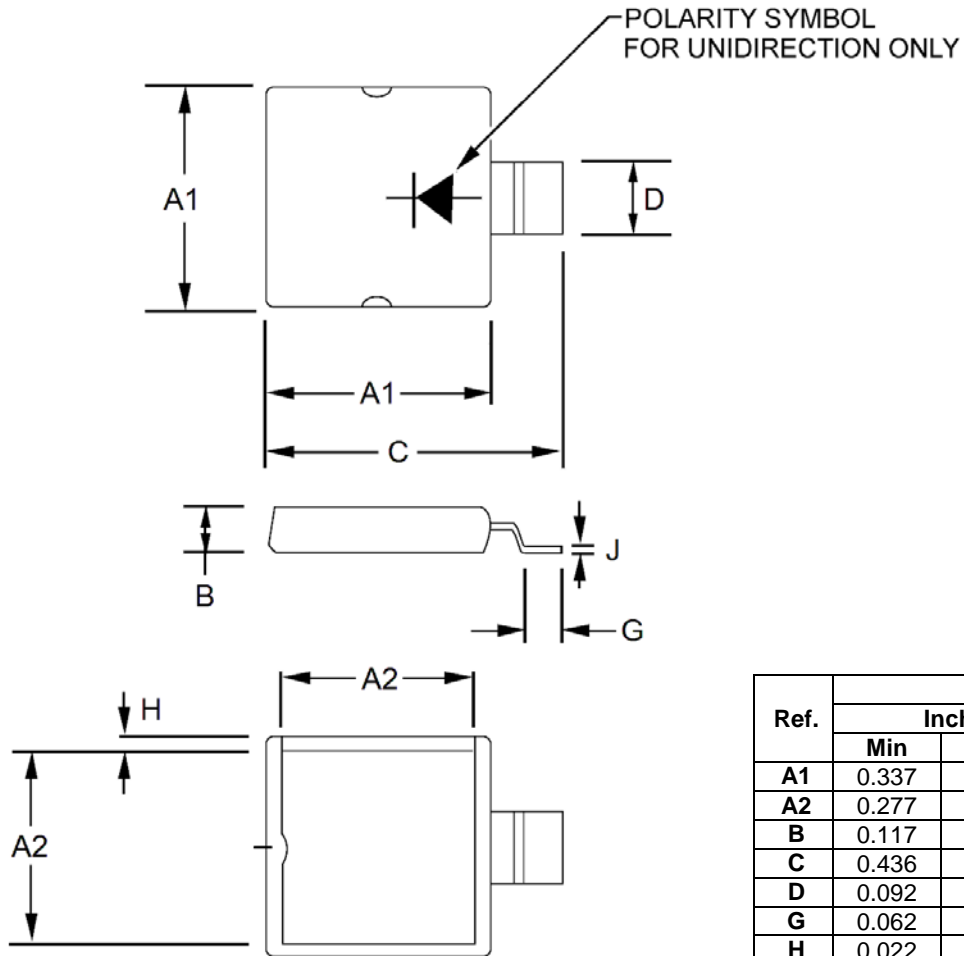 POLARITY SYMBOL
FOR UNIDIRECTION ONLY
A1
D
A1
C
B
J
G
A2
H
A2
Ref.
Min
A1 0.337
A2 0.277
B 0.117
C 0.436
D 0.092
G 0.062
H 0.022